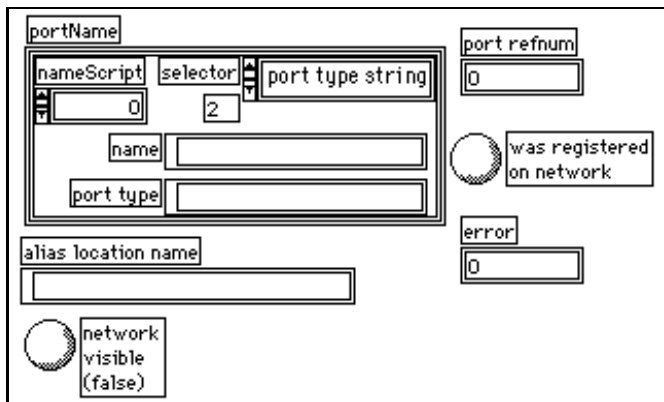 portName
port refnum
nameScript
selector
port type string
0
0
2
name
was registered
on network
port type
error
alias location name
0
network
visible
(false)